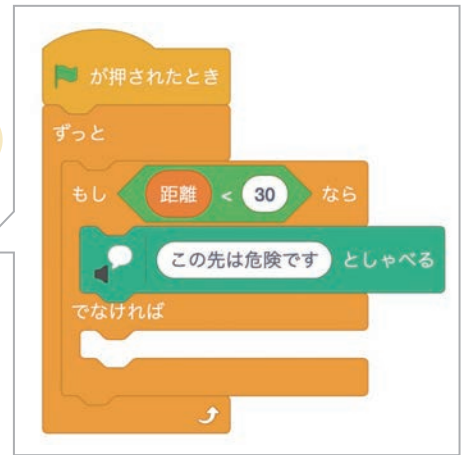 が押されたとき
ずっと
もし 距離 < 30 なら
この先は危険です としゃべる
でなければ